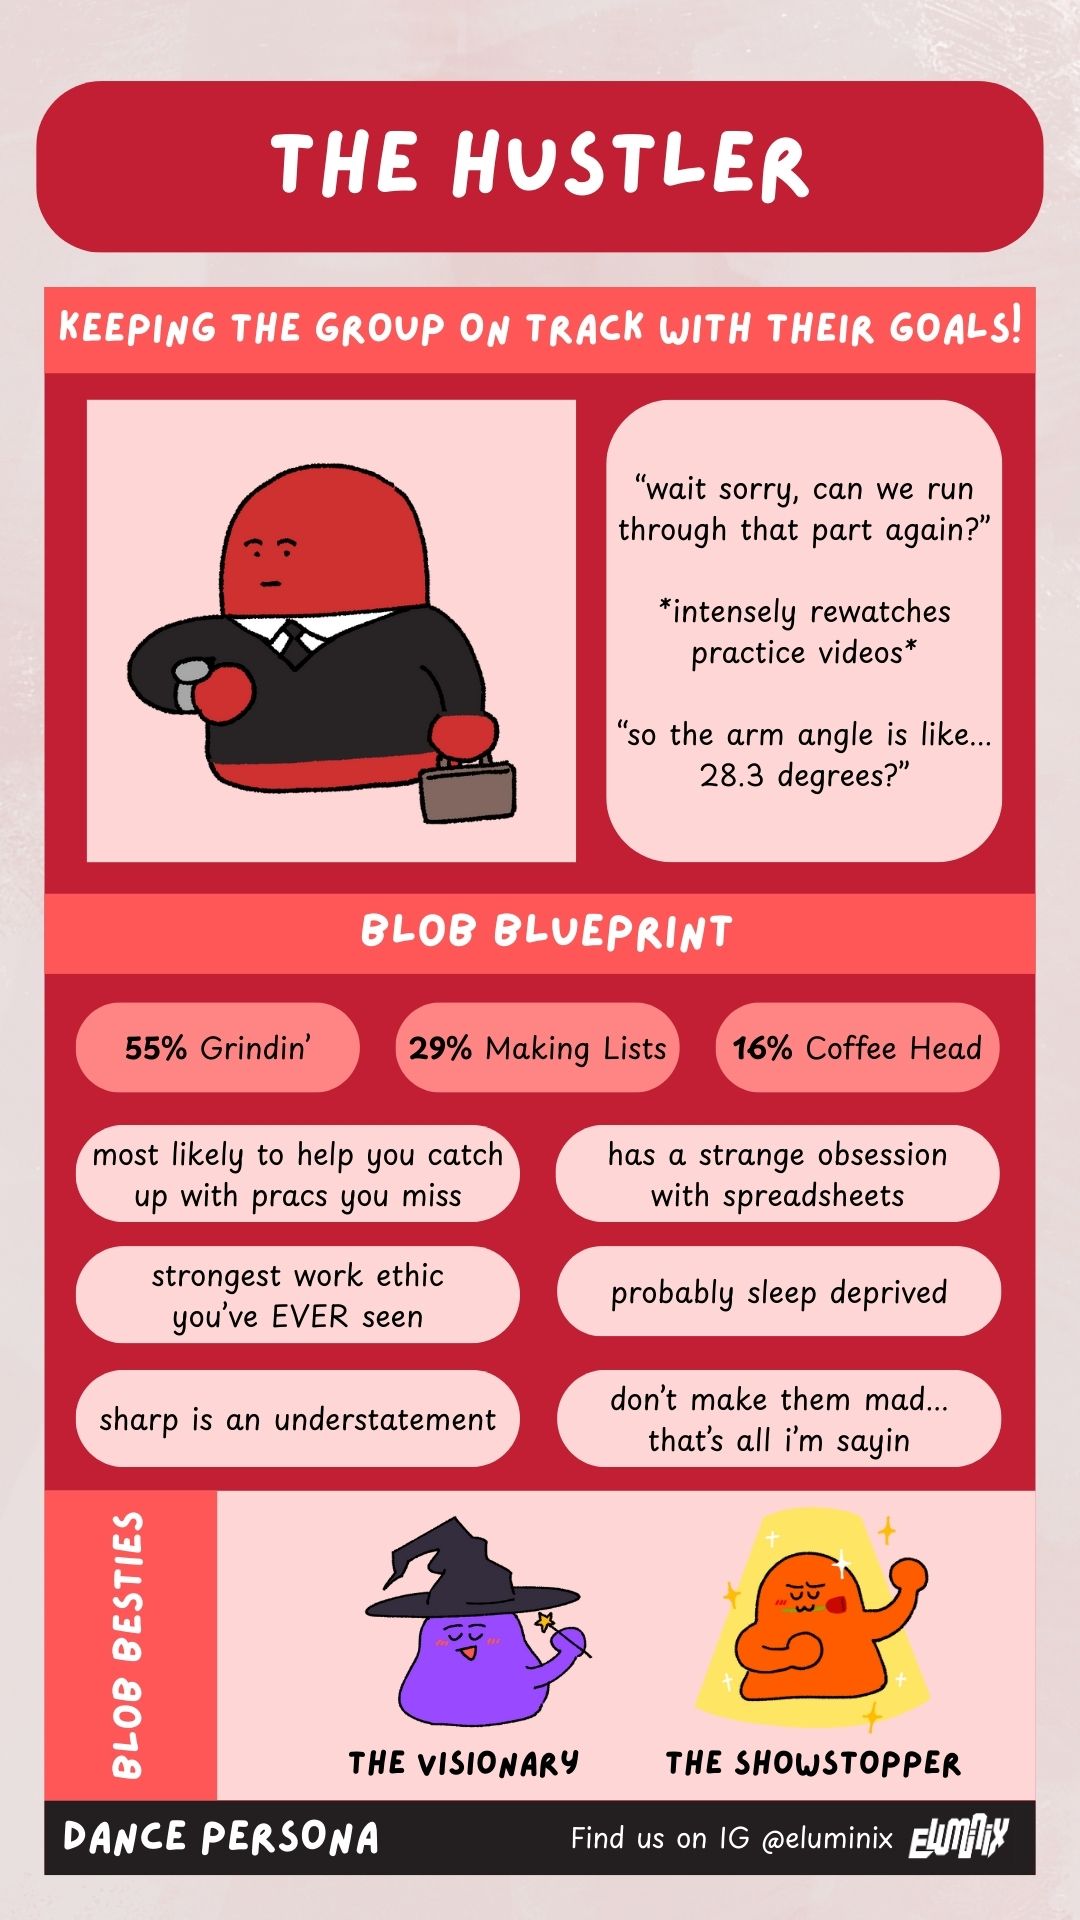 THE HUSTLER
KEEPING THE GROUP ON TRACK WITH THEIR GOALS!
“wait sorry, can we run
through that part again?”
*intensely rewatches
practice videos*
“so the arm angle is like...
28.3 degrees?”
BLOB BLUEPRINT
55% Grindin’
29% Making Lists
16% Coffee Head
most likely to help you catch
up with pracs you miss
has a strange obsession
with spreadsheets
strongest work ethic
you’ve EVER seen
probably sleep deprived
sharp is an understatement
don’t make them mad...
that’s all i’m sayin
BLOB BESTIES
THE VISIONARY
THE SHOWSTOPPER
DANCE PERSONA
Find us on IG @eluminix
ELUMINIX